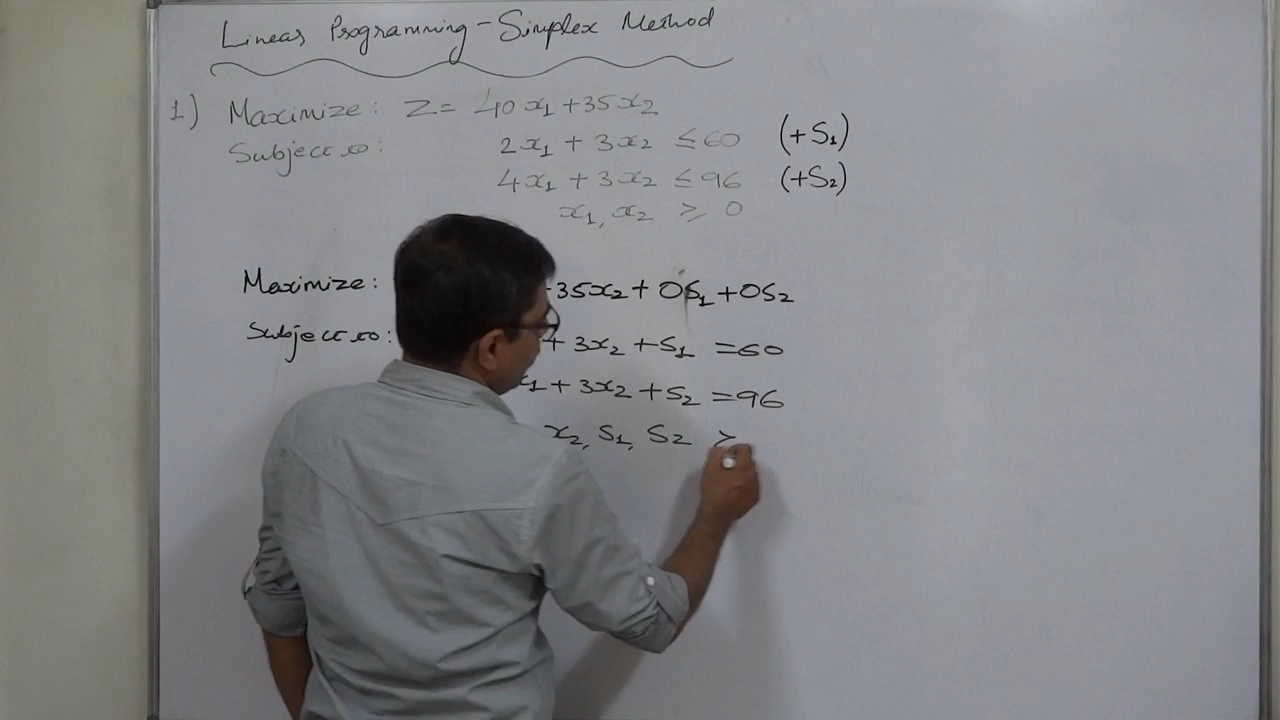 Linear Programming - Simplex Method
1) Maximize: Z = 40x₁ + 35x₂
Subject to: 2x₁ + 3x₂ ≤ 60 (+S₁)
4x₁ + 3x₂ ≤ 96 (+S₂)
x₁, x₂ ≥ 0
Maximize: 35x₂ + 0S₁ + 0S₂
Subject to: + 3x₂ + S₁ = 60
x₁ + 3x₂ + S₂ = 96
x₂, S₁, S₂ ≥